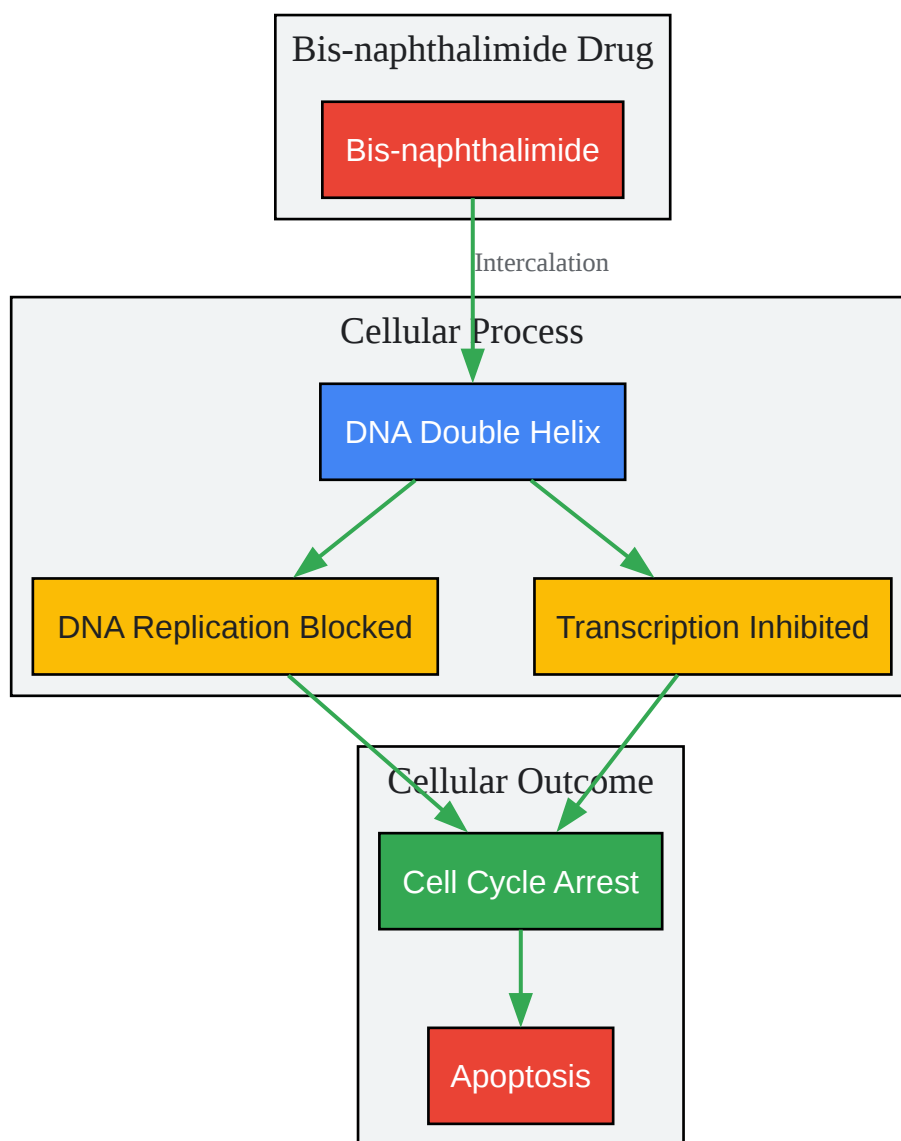 Bis-naphthalimide Drug
Bis-naphthalimide
Intercalation
Cellular Process
DNA Double Helix
DNA Replication Blocked
Transcription Inhibited
Cellular Outcome
Cell Cycle Arrest
Apoptosis